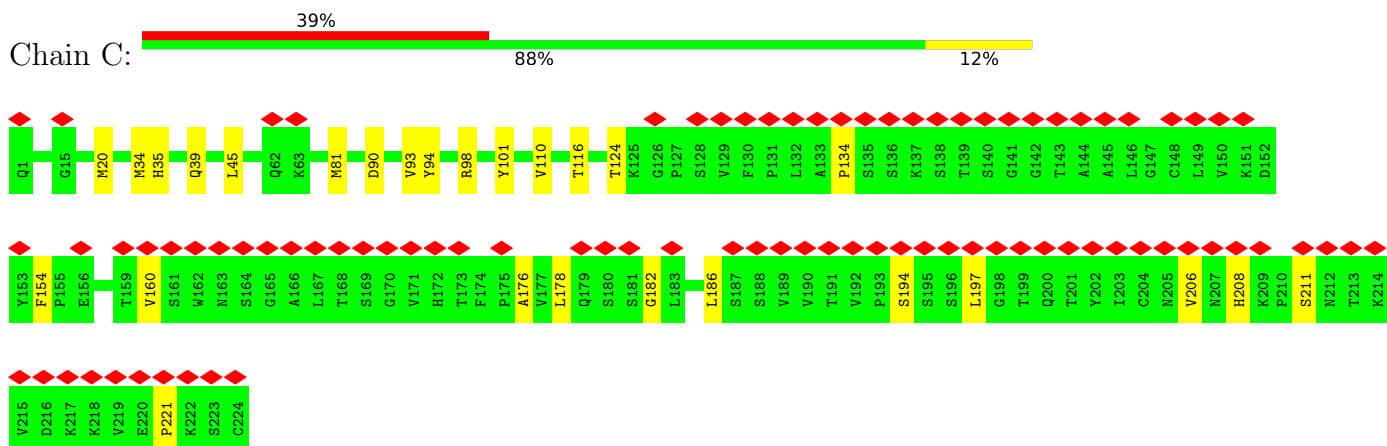 39%
Chain C:
88% 12%
Q1 G15 M20 M34 H35 Q39 L45 Q62 K63 M81 D90 V93 Y94 R98 Y101 V110 T116 T124 K125 G126 P127 S128 V129 F130 P131 L132 A133 P134 S135 S136 K137 S138 T139 S140 G141 G142 T143 A144 A145 L146 G147 C148 L149 V150 K151 D152
Y153 F154 P155 E156 T159 V160 S161 W162 N163 S164 G165 A166 L167 T168 S169 G170 V171 H172 T173 F174 P175 A176 V177 L178 Q179 S180 S181 G182 L183 L186 S187 S188 V189 V190 T191 V192 P193 S194 S195 S196 L197 G198 T199 Q200 T201 Y202 I203 C204 N205 V206 N207 H208 K209 P210 S211 N212 T213 K214
V215 D216 K217 K218 V219 E220 P221 K222 S223 C224